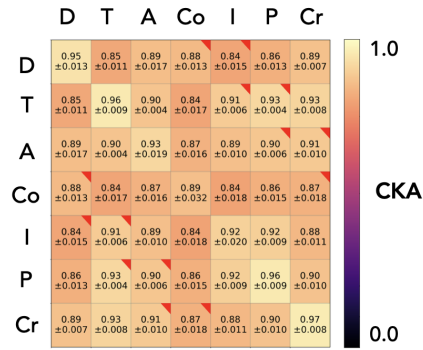 D T A Co I P Cr
D 0.95 ±0.013 0.85 ±0.011 0.89 ±0.017 0.88 ±0.013 0.84 ±0.015 0.86 ±0.013 0.89 ±0.007
T 0.85 ±0.011 0.96 ±0.009 0.90 ±0.004 0.84 ±0.017 0.91 ±0.006 0.93 ±0.004 0.93 ±0.008
A 0.89 ±0.017 0.90 ±0.004 0.93 ±0.019 0.87 ±0.016 0.89 ±0.010 0.90 ±0.006 0.91 ±0.010
Co 0.88 ±0.013 0.84 ±0.017 0.87 ±0.016 0.89 ±0.032 0.84 ±0.018 0.86 ±0.015 0.87 ±0.018
I 0.84 ±0.015 0.91 ±0.006 0.89 ±0.010 0.84 ±0.018 0.92 ±0.020 0.92 ±0.009 0.88 ±0.011
P 0.86 ±0.013 0.93 ±0.004 0.90 ±0.006 0.86 ±0.015 0.92 ±0.009 0.96 ±0.009 0.90 ±0.010
Cr 0.89 ±0.007 0.93 ±0.008 0.91 ±0.010 0.87 ±0.018 0.88 ±0.011 0.90 ±0.010 0.97 ±0.008
1.0
CKA
0.0